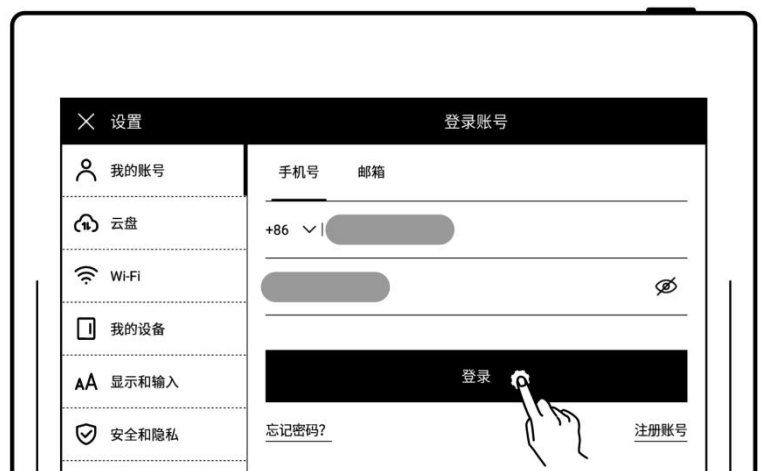 设置
登录账号
我的账号
云盘
Wi-Fi
我的设备
AA 显示和输入
安全和隐私
手机号 邮箱
+86
登录
忘记密码?
注册账号